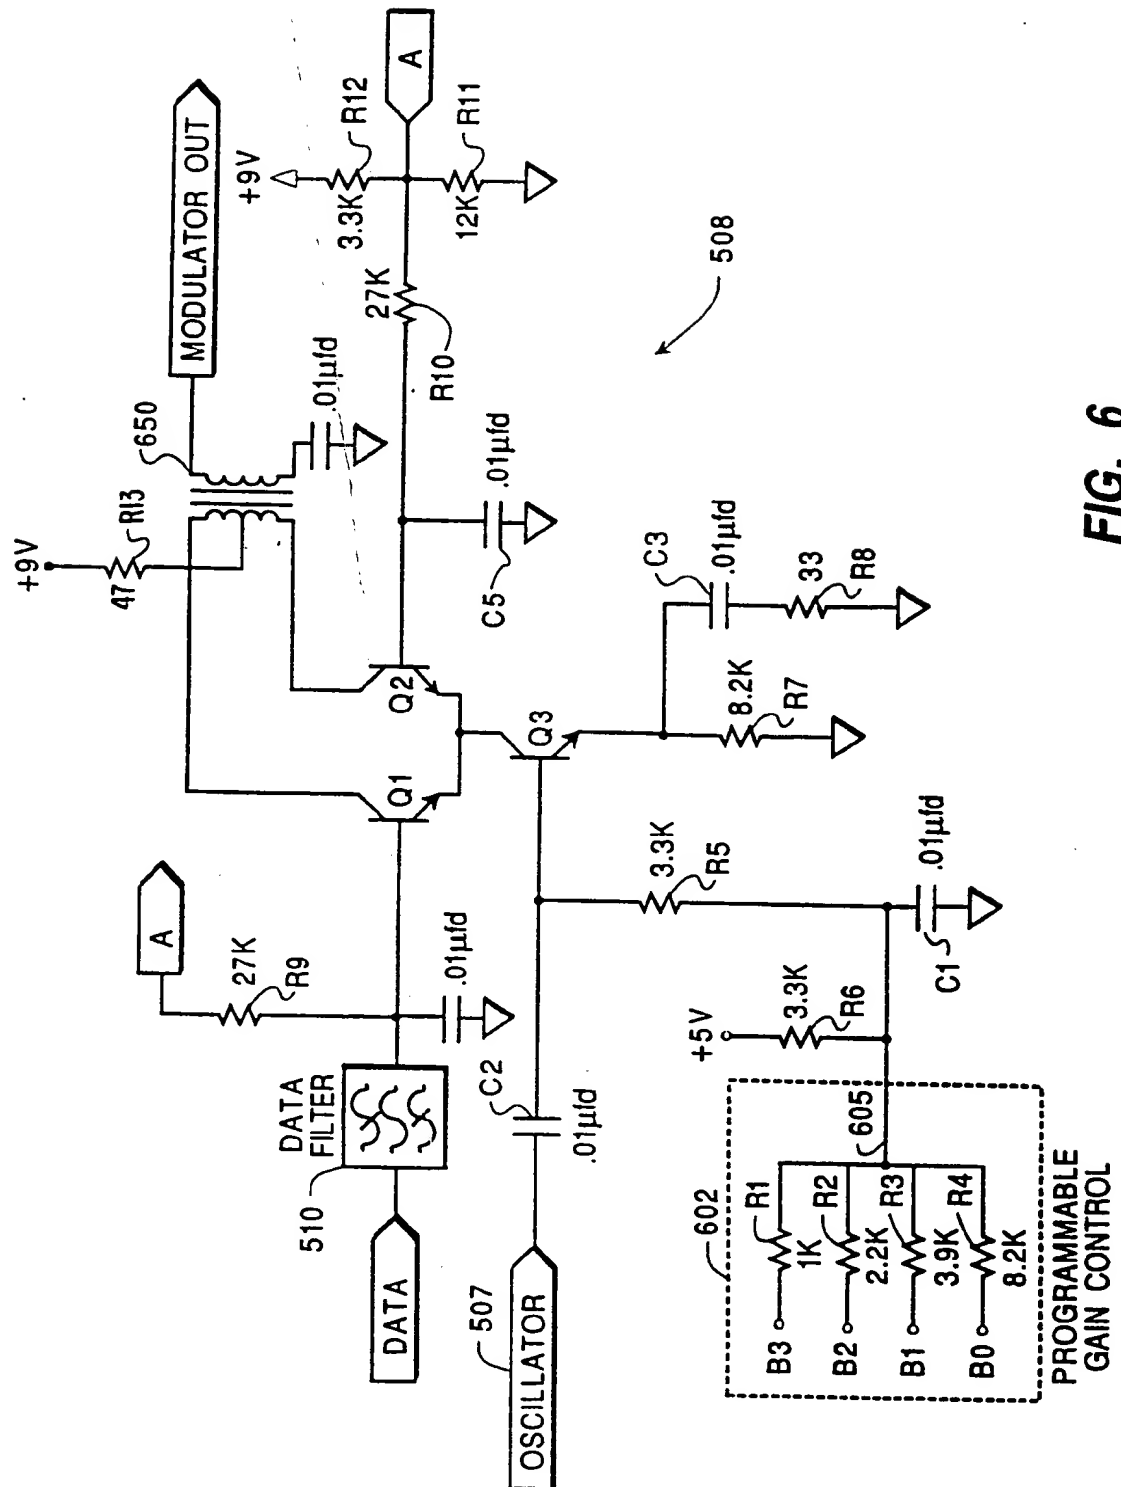 +9V
R13
47
650
MODULATOR OUT
.01µfd
+9V
3.3K
R12
A
12K
R11
27K
R10
508
A
27K
R9
DATA
FILTER
510
DATA
.01µfd
Q1
Q2
C5
.01µfd
507
OSCILLATOR
C2
.01µfd
Q3
3.3K
R5
8.2K
R7
C3
.01µfd
33
R8
+5V
3.3K
R6
C1
.01µfd
602
605
B3
R1
1K
B2
R2
2.2K
B1
R3
3.9K
B0
R4
8.2K
PROGRAMMABLE
GAIN CONTROL
FIG. 6